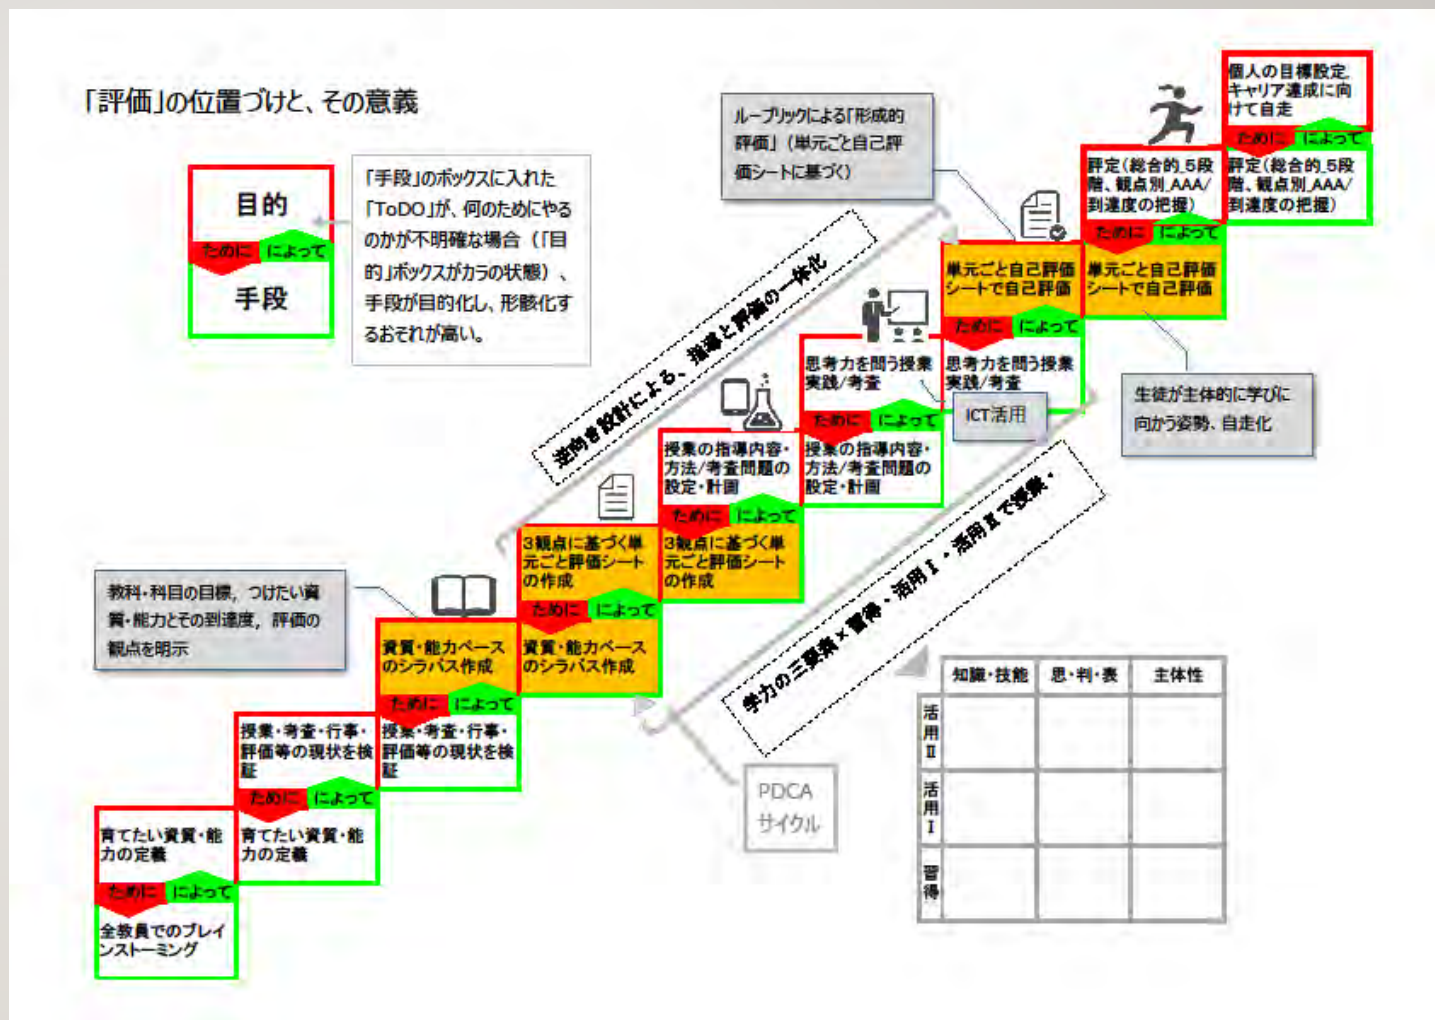 「評価」の位置づけと、その意義
目的
ために
によって
手段
「手段」のボックスに入れた
「ToDO」が、何のためにやる
のかが不明確な場合（「目
的」ボックスがカラの状態）、
手段が目的化し、形骸化す
るおそれが高い。
ルーブリックによる「形成的
評価」（単元ごと自己評
価シートに基づく）
個人の目標設定、
キャリア達成に向
けて自走
ために
によって
評定(総合的_5段
階、観点別_AAA/
到達度の把握)
評定(総合的_5段
階、観点別_AAA/
到達度の把握)
ために
によって
単元ごと自己評価
シートで自己評価
単元ごと自己評価
シートで自己評価
ために
によって
生徒が主体的に学びに
向かう姿勢、自走化
思考力を問う授業
実践/考査
思考力を問う授業
実践/考査
ICT活用
ために
によって
逆向き設計による、指導と評価の一体化
授業の指導内容・
方法/考査問題の
設定・計画
授業の指導内容・
方法/考査問題の
設定・計画
ために
によって
3観点に基づく単
元ごと評価シート
の作成
3観点に基づく単
元ごと評価シート
の作成
ために
によって
学力の三要素×習得・活用Ⅰ・活用Ⅱで授業・
教科・科目の目標，つけたい資
質・能力とその到達度，評価の
観点を明示
資質・能力ベース
のシラバス作成
資質・能力ベース
のシラバス作成
ために
によって
授業・考査・行事・
評価等の現状を検
証
授業・考査・行事・
評価等の現状を検
証
ために
によって
育てたい資質・能
力の定義
育てたい資質・能
力の定義
ために
によって
全教員でのブレイ
ンストーミング
PDCA
サイクル
知識・技能
思・判・表
主体性
活用Ⅱ
活用Ⅰ
習得